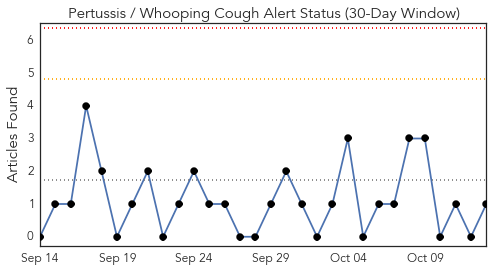 Pertussis / Whooping Cough Alert Status (30-Day Window)
Articles Found
6
5
4
3
2
1
0
Sep 14 Sep 19 Sep 24 Sep 29 Oct 04 Oct 09